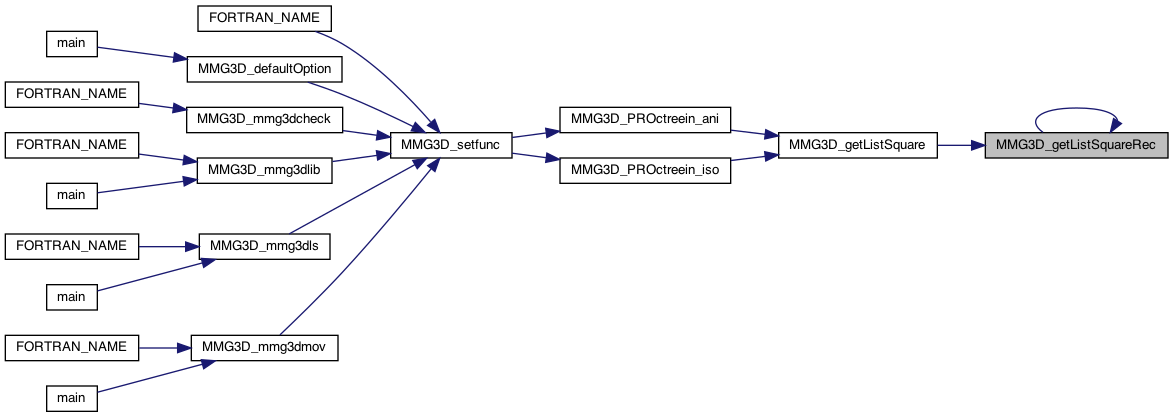 FORTRAN_NAME
main
MMG3D_defaultOption
FORTRAN_NAME
MMG3D_mmg3dcheck
MMG3D_PROctreein_ani
FORTRAN_NAME
MMG3D_setfunc
MMG3D_getListSquare
MMG3D_getListSquareRec
MMG3D_mmg3dlib
MMG3D_PROctreein_iso
main
FORTRAN_NAME
MMG3D_mmg3dls
main
FORTRAN_NAME
MMG3D_mmg3dmov
main